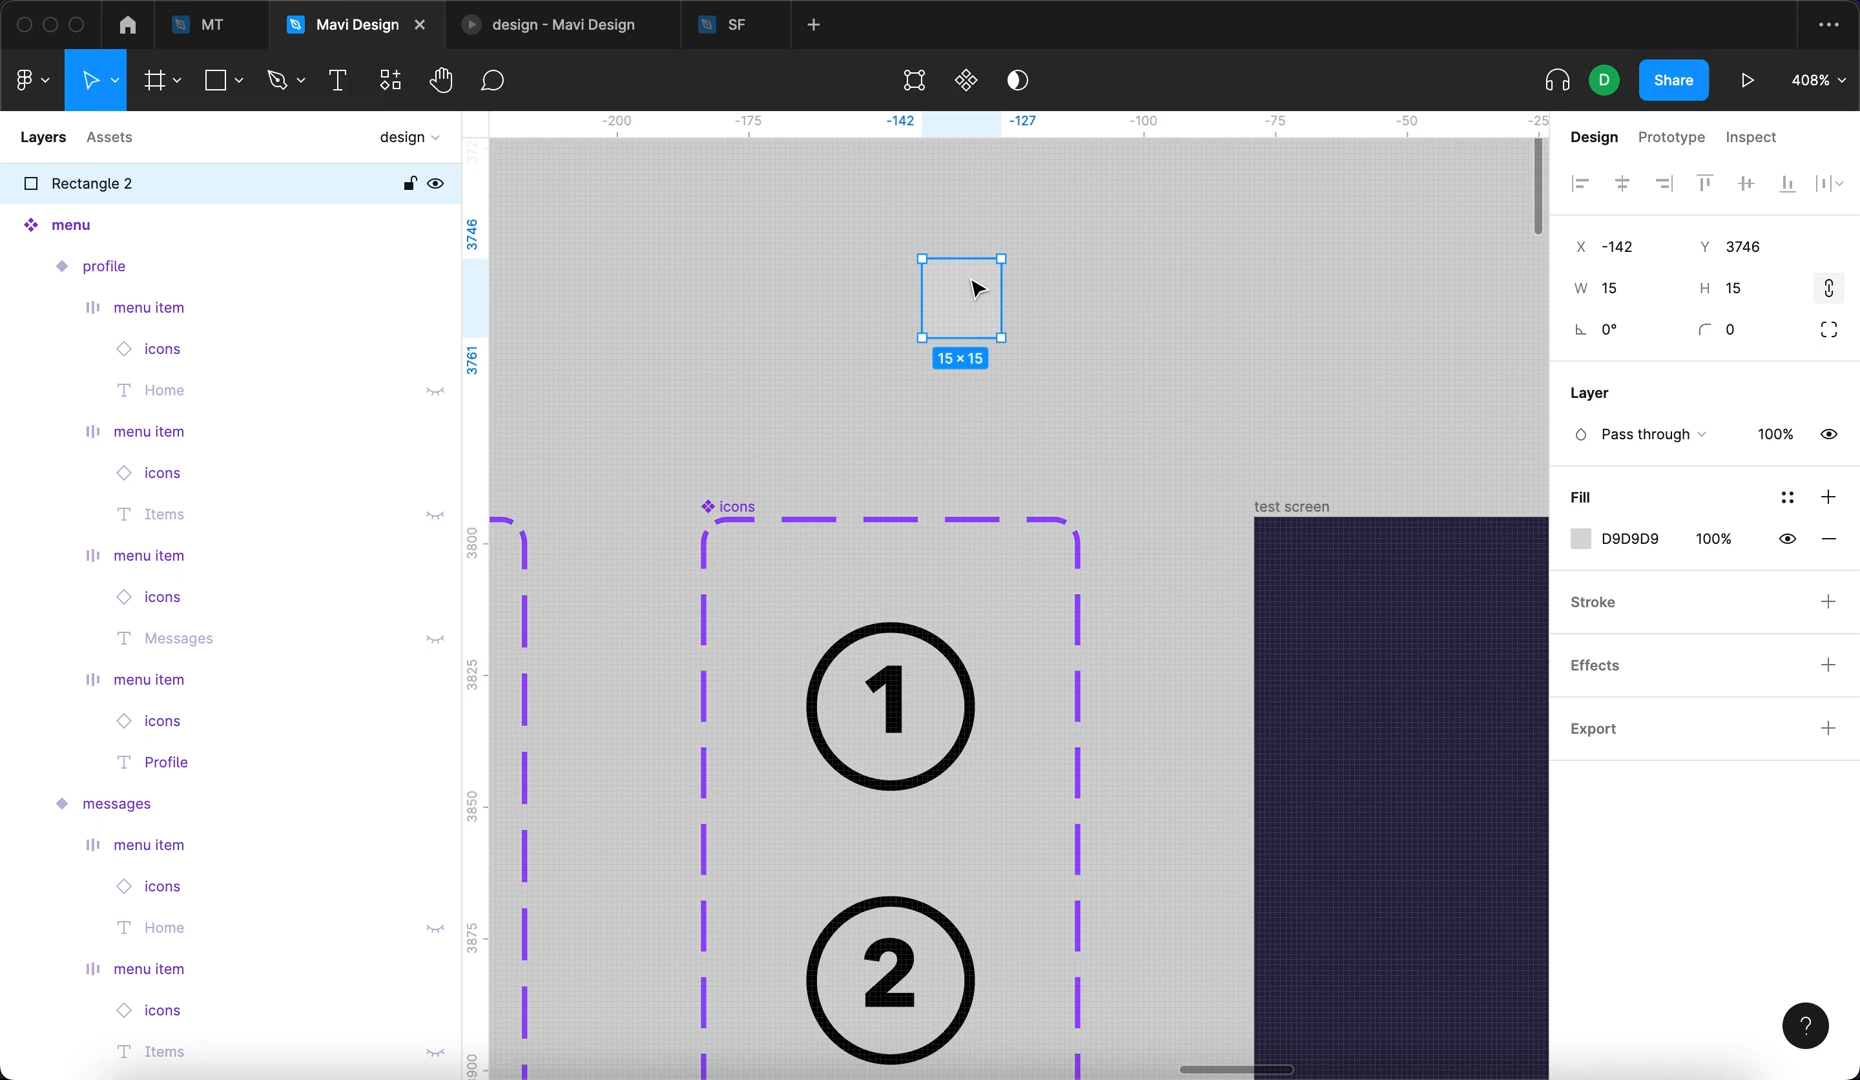 MT
Mavi Design
design - Mavi Design
SF
D
Share
408%
Layers
Assets
design
-200
-175
-142
-127
-100
-75
-50
-25
Design
Prototype
Inspect
Rectangle 2
menu
profile
menu item
icons
Home
menu item
icons
Items
menu item
icons
Messages
menu item
icons
Profile
messages
menu item
icons
Home
menu item
icons
Items
3746
3761
3800
3825
3850
3875
15 × 15
icons
test screen
1
2
X -142
Y 3746
W 15
H 15
0°
0
Layer
Pass through
100%
Fill
D9D9D9
100%
Stroke
Effects
Export
?